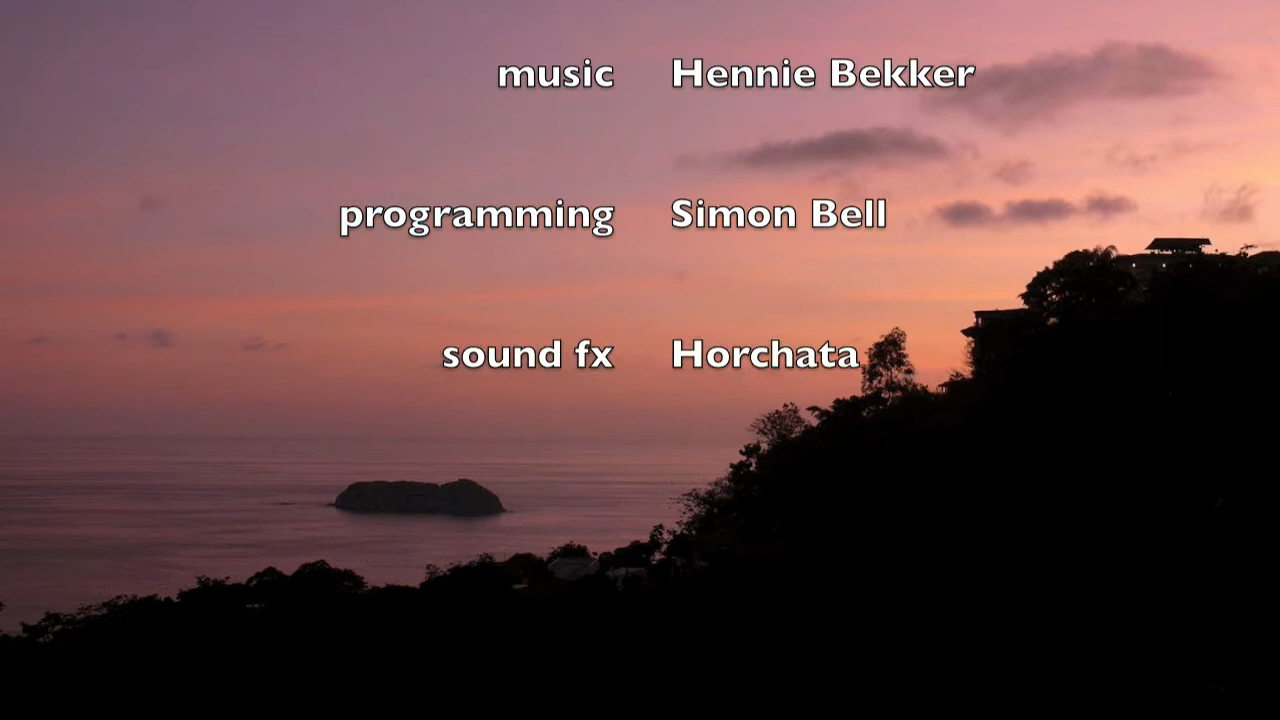 music Hennie Bekker
programming Simon Bell
sound fx Horchata